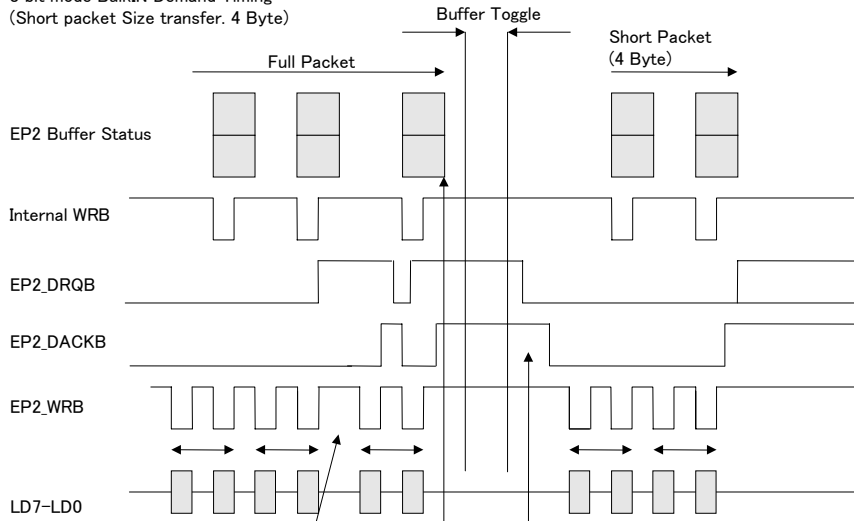 (Short packet Size transfer. 4 Byte)
Buffer Toggle
Full Packet
Short Packet
(4 Byte)
EP2 Buffer Status
Internal WRB
EP2_DRQB
EP2_DACKB
EP2_WRB
LD7-LD0